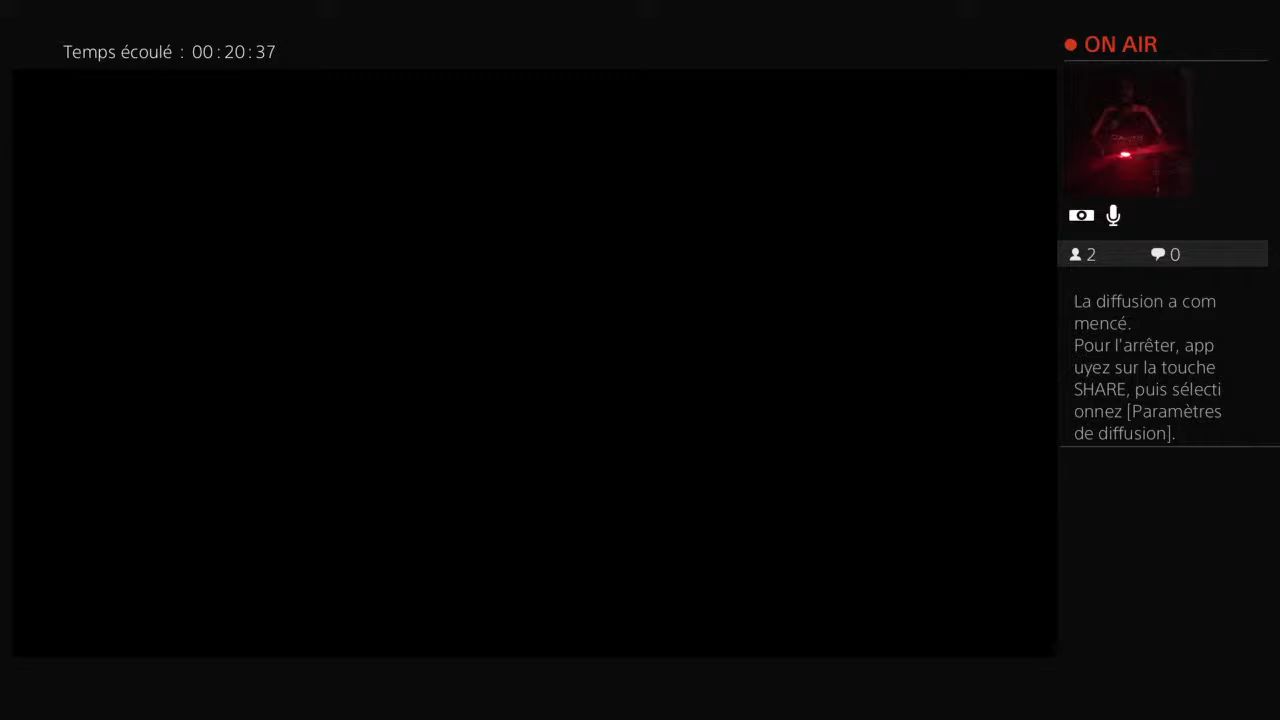 Temps écoulé : 00:20:37
ON AIR
2
0
La diffusion a com
mencé.
Pour l'arrêter, app
uyez sur la touche
SHARE, puis sélecti
onnez [Paramètres
de diffusion].